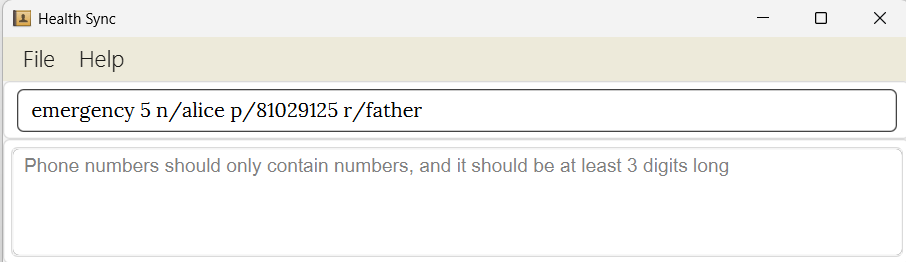 Health Sync
File Help
emergency 5 n/alice p/81029125 r/father
Phone numbers should only contain numbers, and it should be at least 3 digits long